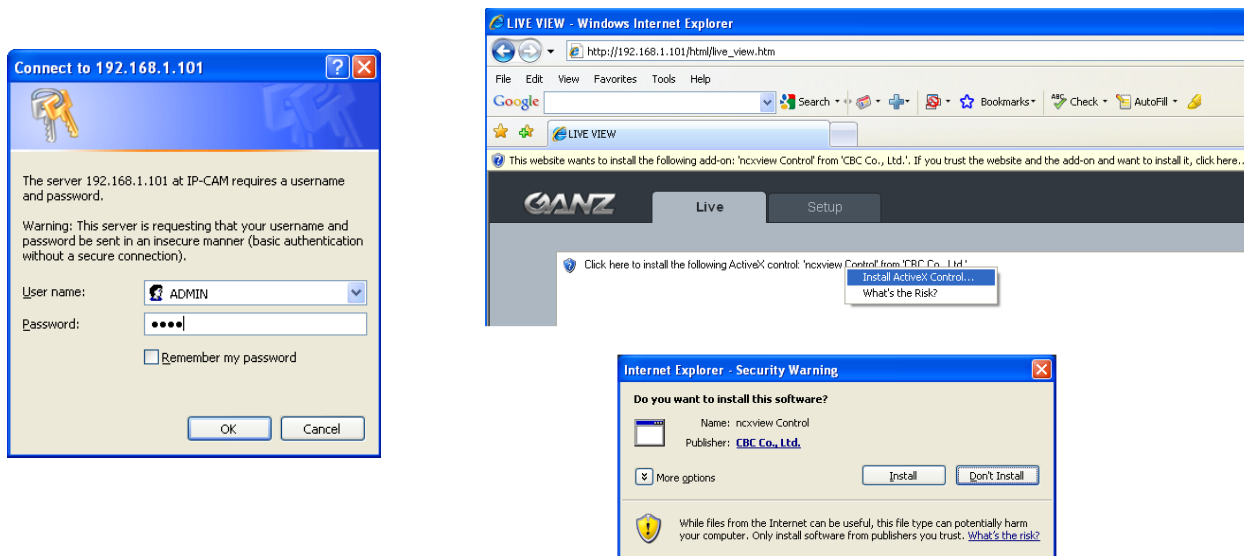 Connect to 192.168.1.101
The server 192.168.1.101 at IP-CAM requires a username
and password.
Warning: This server is requesting that your username and
password be sent in an insecure manner (basic authentication
without a secure connection).
User name:
ADMIN
Password:
••••
Remember my password
OK
Cancel
LIVE VIEW - Windows Internet Explorer
http://192.168.1.101/html/live_view.htm
File Edit View Favorites Tools Help
Google Search Bookmarks ABC Check AutoFill
LIVE VIEW
This website wants to install the following add-on: 'ncxview Control' from 'CBC Co., Ltd.'. If you trust the website and the add-on and want to install it, click here...
GANZ Live Setup
Click here to install the following ActiveX control: 'ncxview Control' from 'CBC Co., Ltd.'
Install ActiveX Control...
What's the Risk?
Internet Explorer - Security Warning
Do you want to install this software?
Name: ncxview Control
Publisher: CBC Co., Ltd.
More options
Install
Don't Install
While files from the Internet can be useful, this file type can potentially harm
your computer. Only install software from publishers you trust. What's the risk?